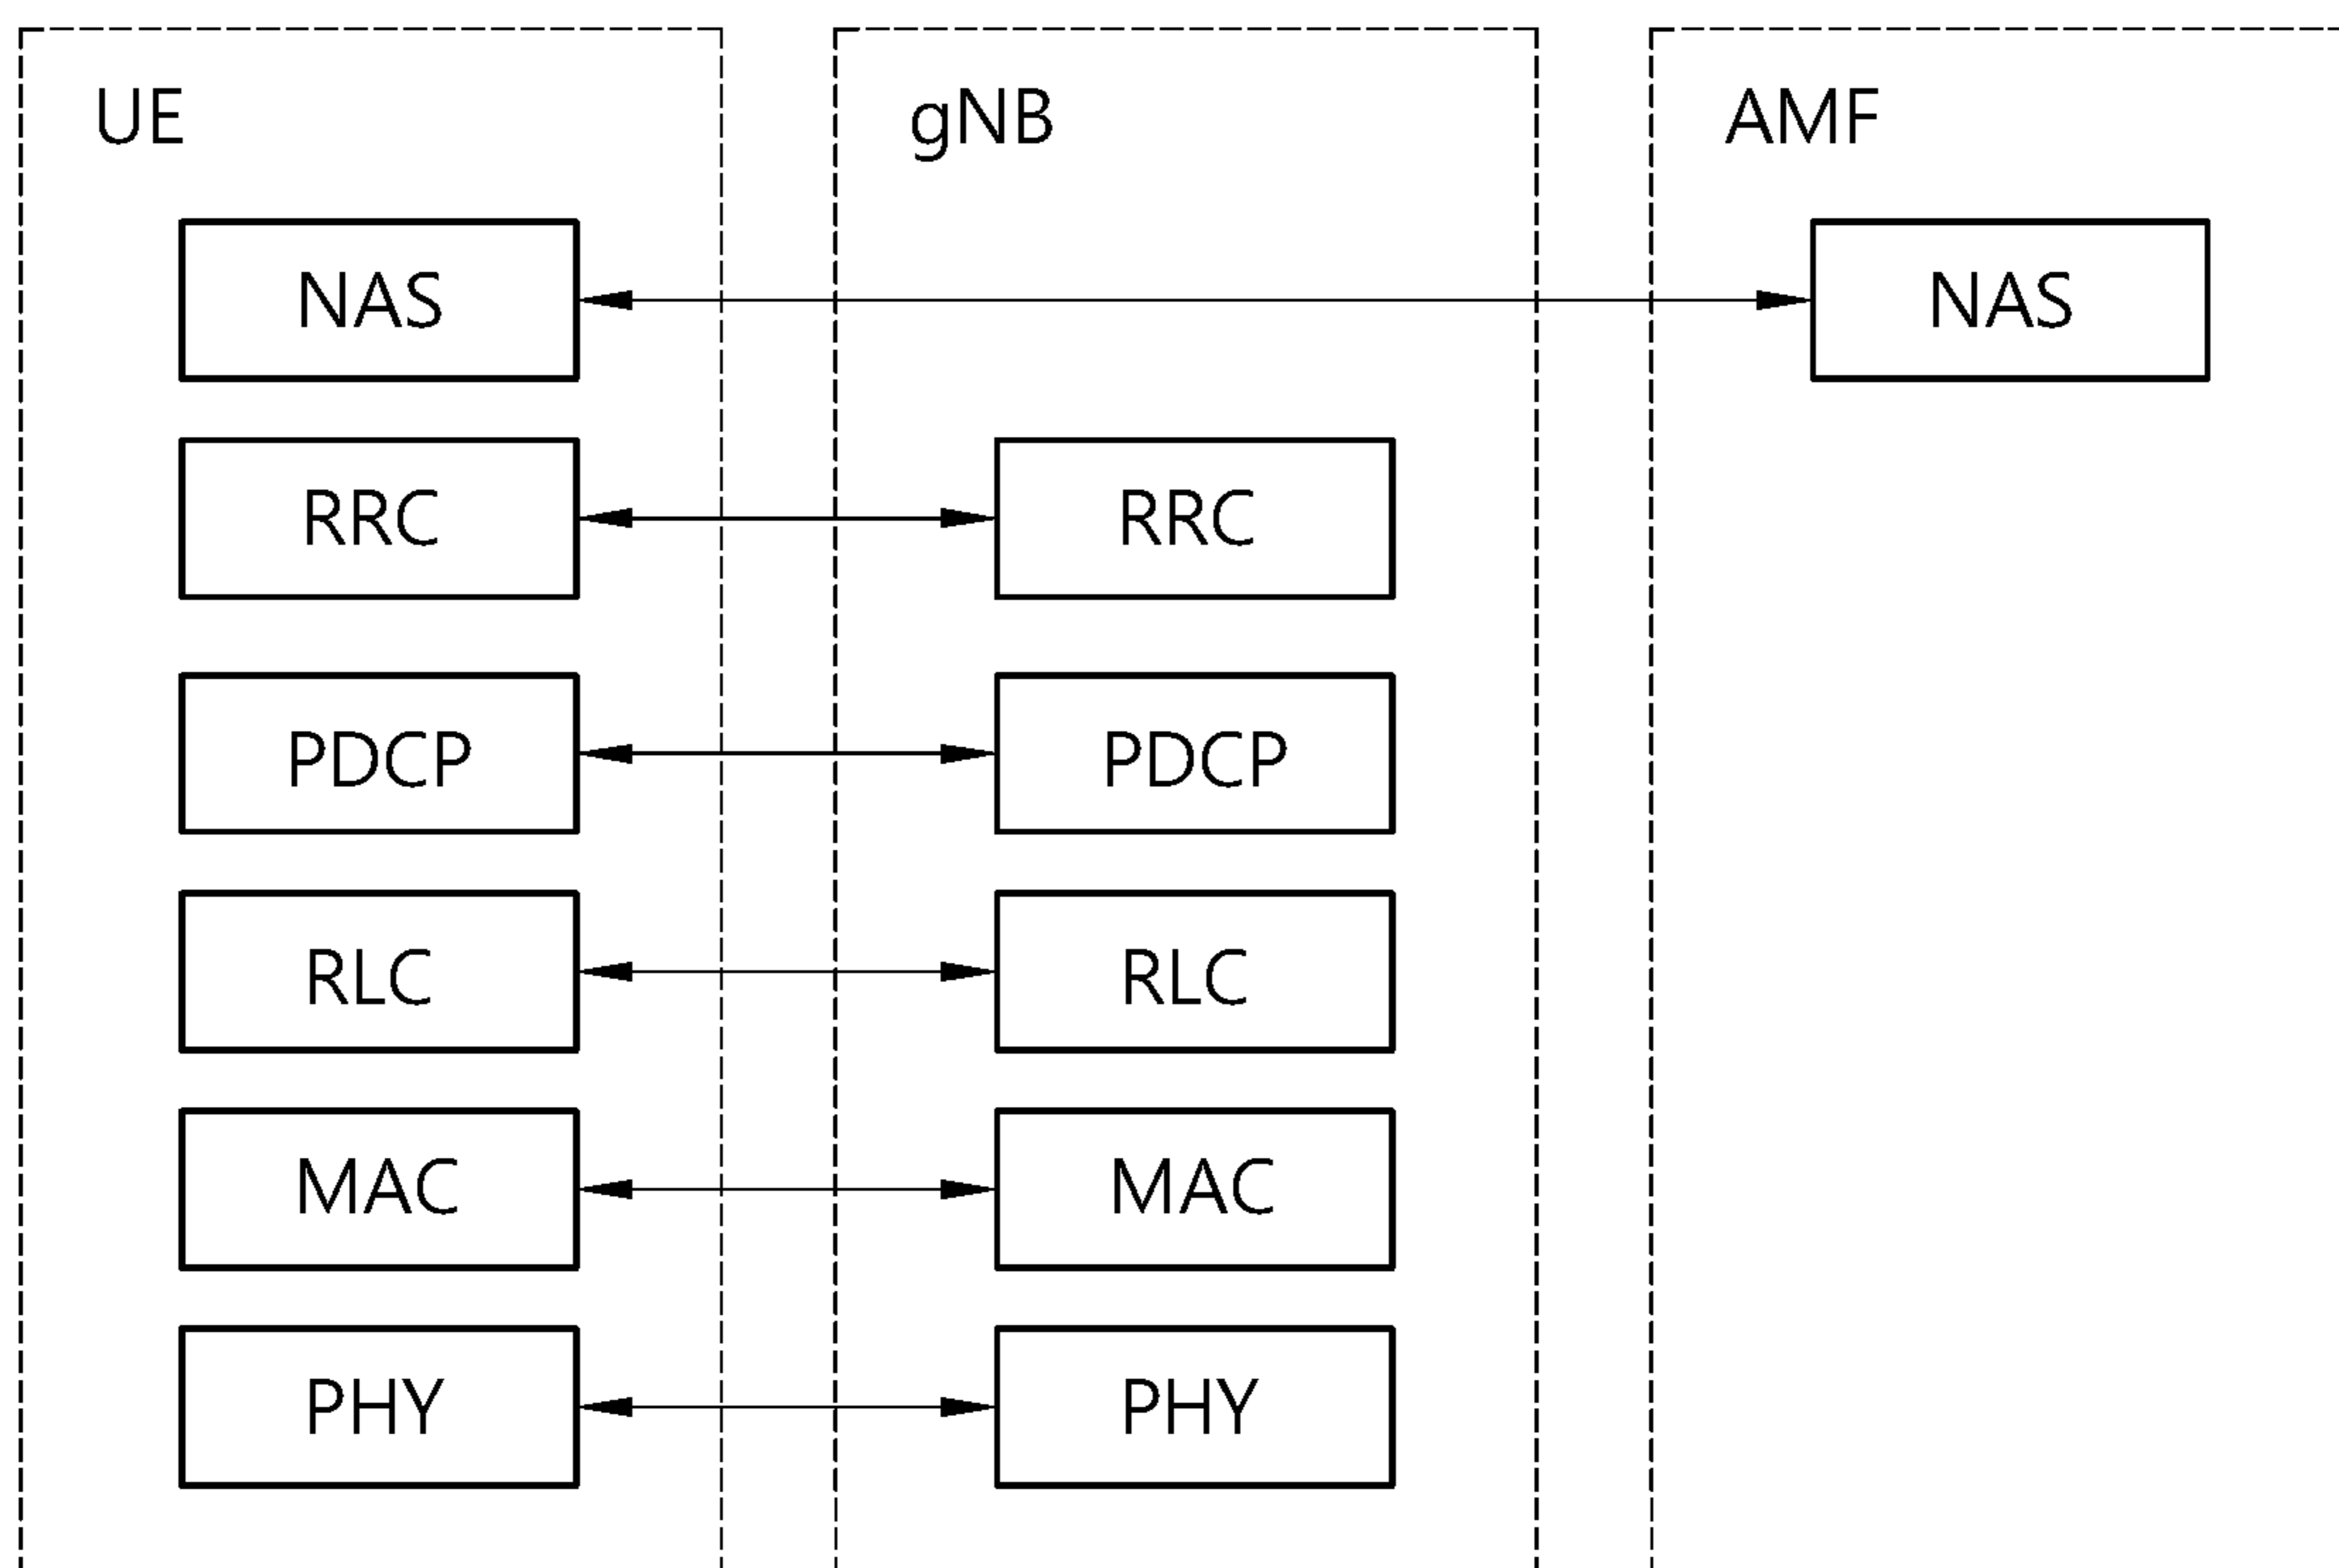 UE gNB AMF
NAS NAS
RRC RRC
PDCP PDCP
RLC RLC
MAC MAC
PHY PHY